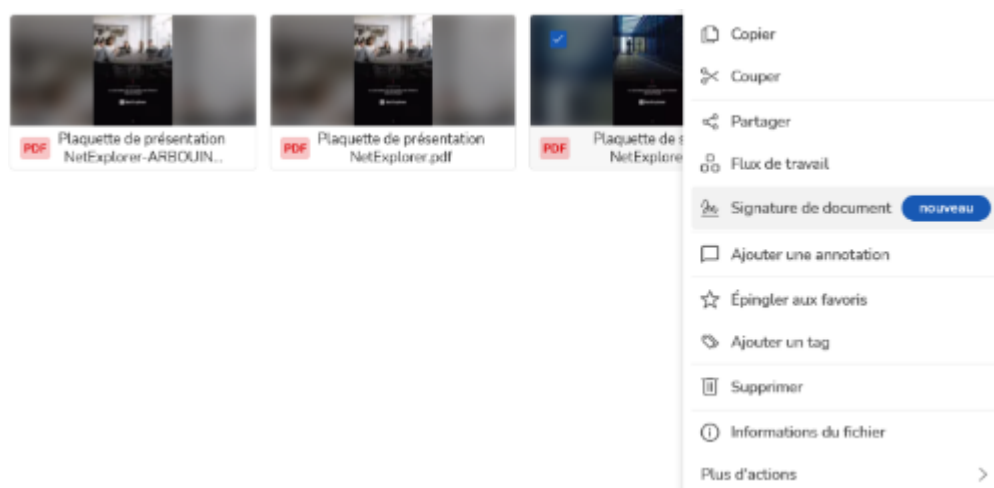 PDF
Plaquette de présentation
NetExplorer-ARBOUIN...
PDF
Plaquette de présentation
NetExplorer.pdf
PDF
Plaquette de s
NetExplore
Copier
Couper
Partager
Flux de travail
Signature de document nouveau
Ajouter une annotation
Épingler aux favoris
Ajouter un tag
Supprimer
Informations du fichier
Plus d'actions